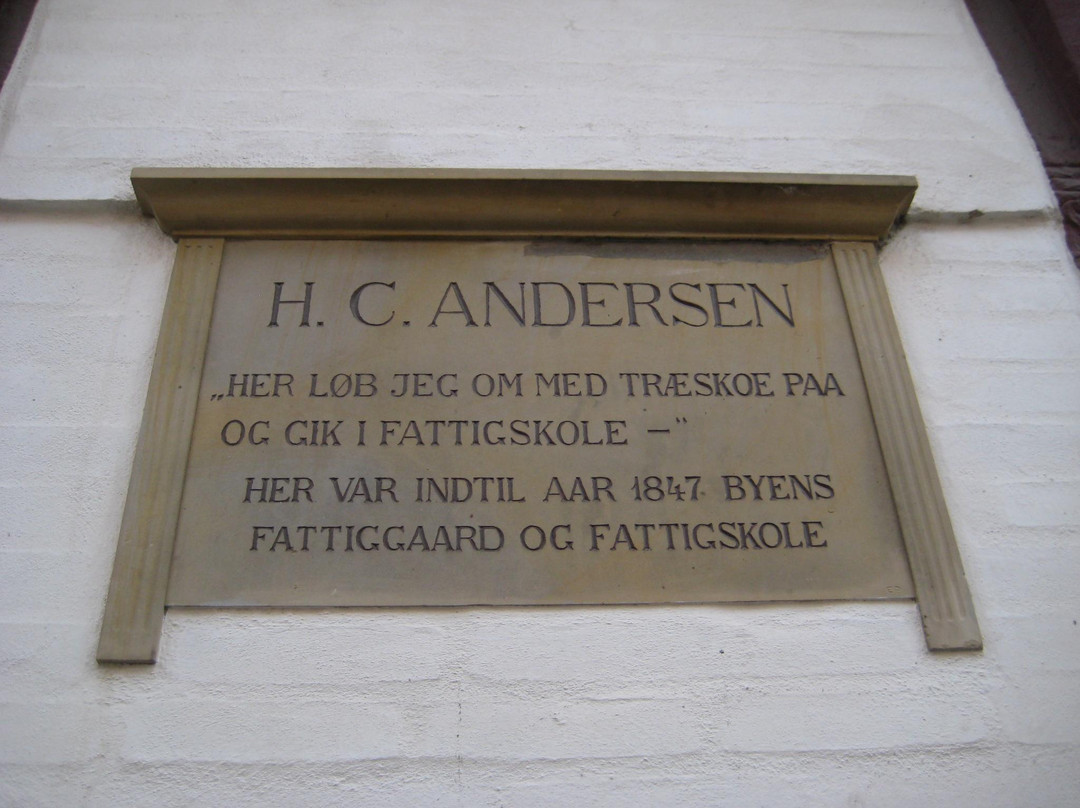 H. C. ANDERSEN
„HER LØB JEG OM MED TRÆSKOE PAA
OG GIK I FATTIGSKOLE –"
HER VAR INDTIL AAR 1847 BYENS
FATTIGGAARD OG FATTIGSKOLE